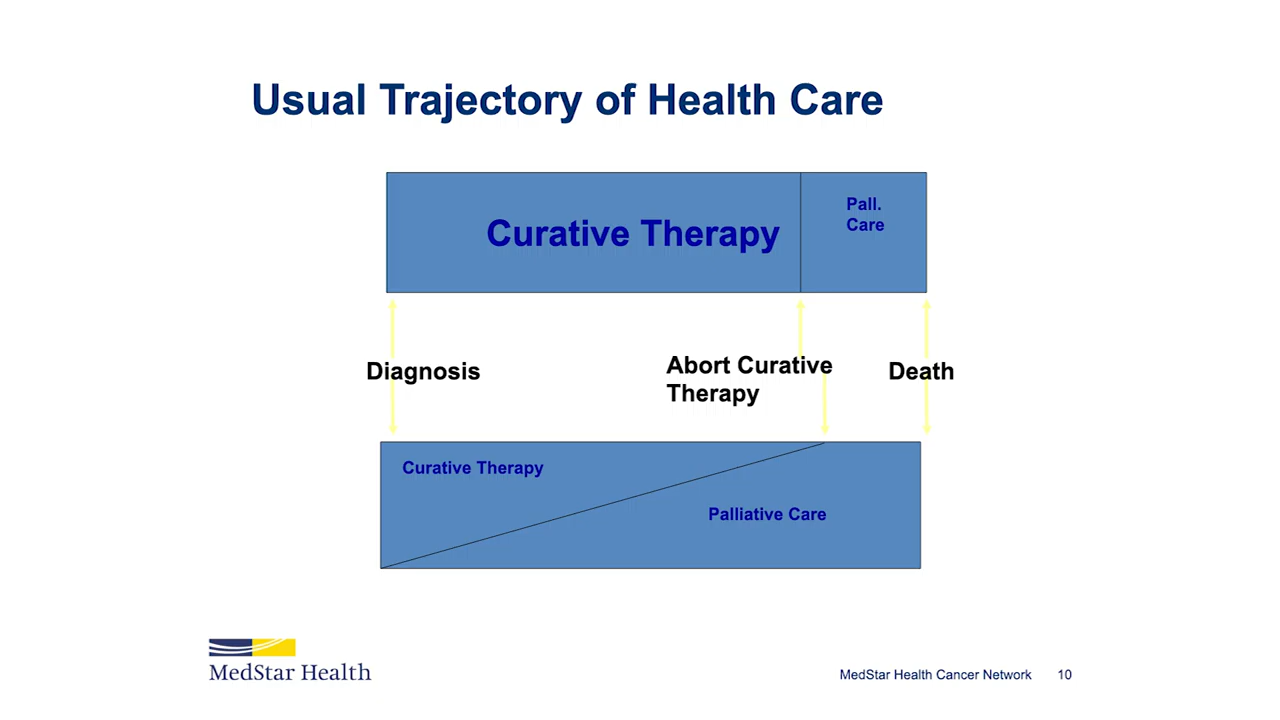 Usual Trajectory of Health Care
Curative Therapy
Pall.
Care
Diagnosis
Abort Curative
Therapy
Death
Curative Therapy
Palliative Care
MedStar Health
MedStar Health Cancer Network 10